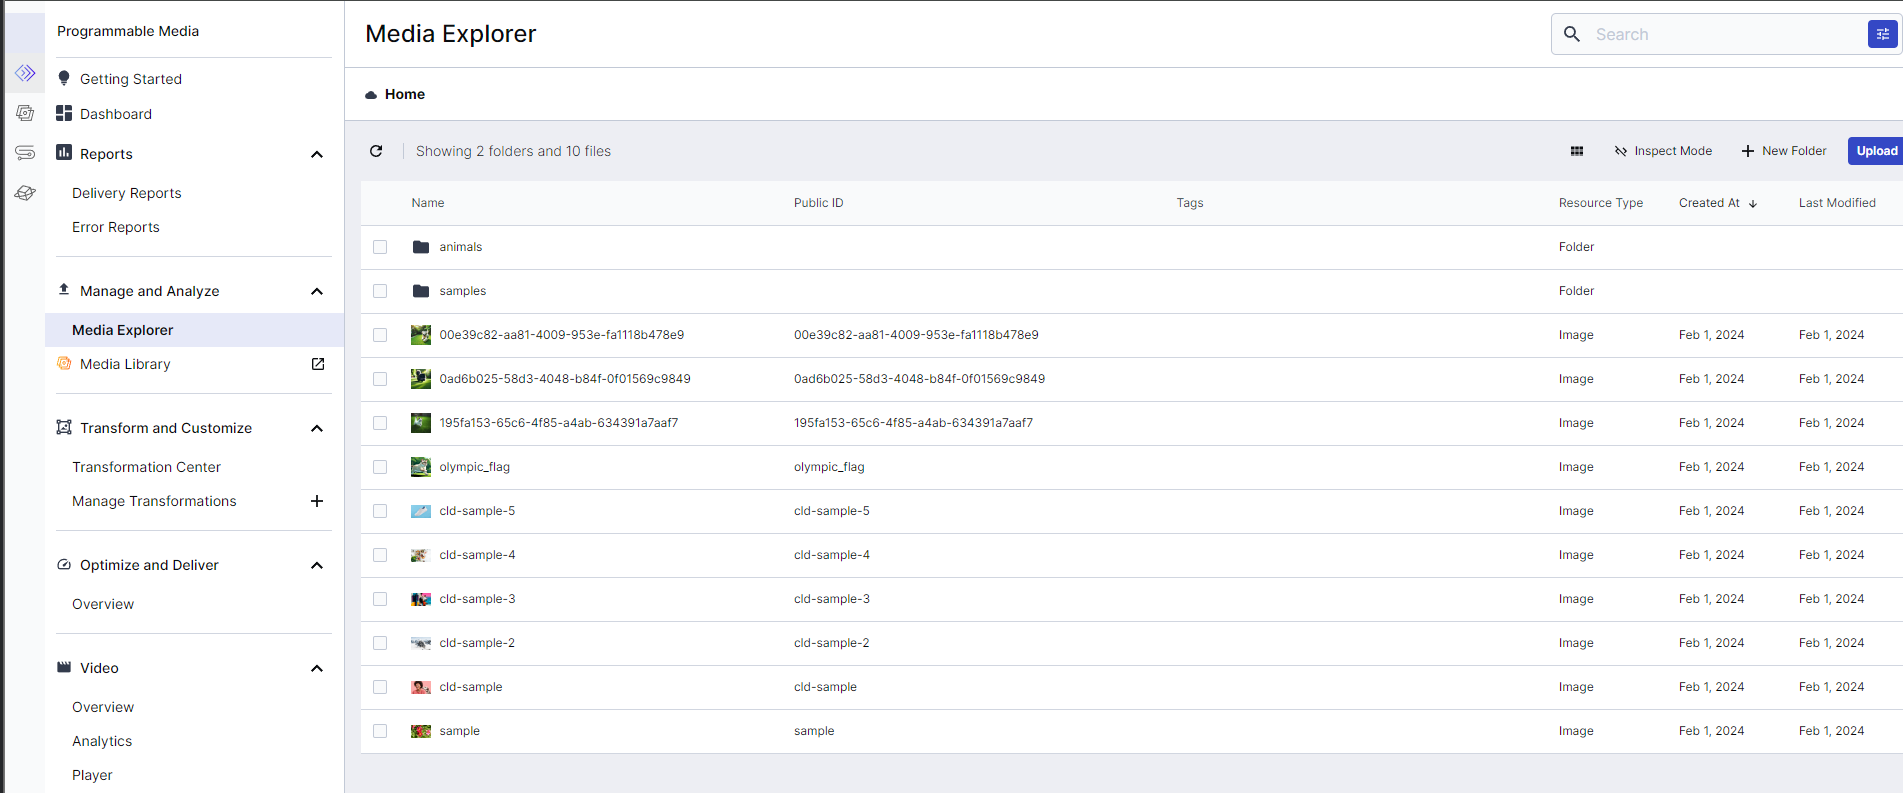 Programmable Media
Getting Started
Dashboard
Reports
Delivery Reports
Error Reports
Manage and Analyze
Media Explorer
Media Library
Transform and Customize
Transformation Center
Manage Transformations
Optimize and Deliver
Overview
Video
Overview
Analytics
Player
Media Explorer
Search
Home
Showing 2 folders and 10 files
Inspect Mode
New Folder
Upload
Name Public ID Tags Resource Type Created At Last Modified
animals Folder
samples Folder
00e39c82-aa81-4009-953e-fa1118b478e9 00e39c82-aa81-4009-953e-fa1118b478e9 Image Feb 1, 2024 Feb 1, 2024
0ad6b025-58d3-4048-b84f-0f01569c9849 0ad6b025-58d3-4048-b84f-0f01569c9849 Image Feb 1, 2024 Feb 1, 2024
195fa153-65c6-4f85-a4ab-634391a7aaf7 195fa153-65c6-4f85-a4ab-634391a7aaf7 Image Feb 1, 2024 Feb 1, 2024
olympic_flag olympic_flag Image Feb 1, 2024 Feb 1, 2024
cld-sample-5 cld-sample-5 Image Feb 1, 2024 Feb 1, 2024
cld-sample-4 cld-sample-4 Image Feb 1, 2024 Feb 1, 2024
cld-sample-3 cld-sample-3 Image Feb 1, 2024 Feb 1, 2024
cld-sample-2 cld-sample-2 Image Feb 1, 2024 Feb 1, 2024
cld-sample cld-sample Image Feb 1, 2024 Feb 1, 2024
sample sample Image Feb 1, 2024 Feb 1, 2024